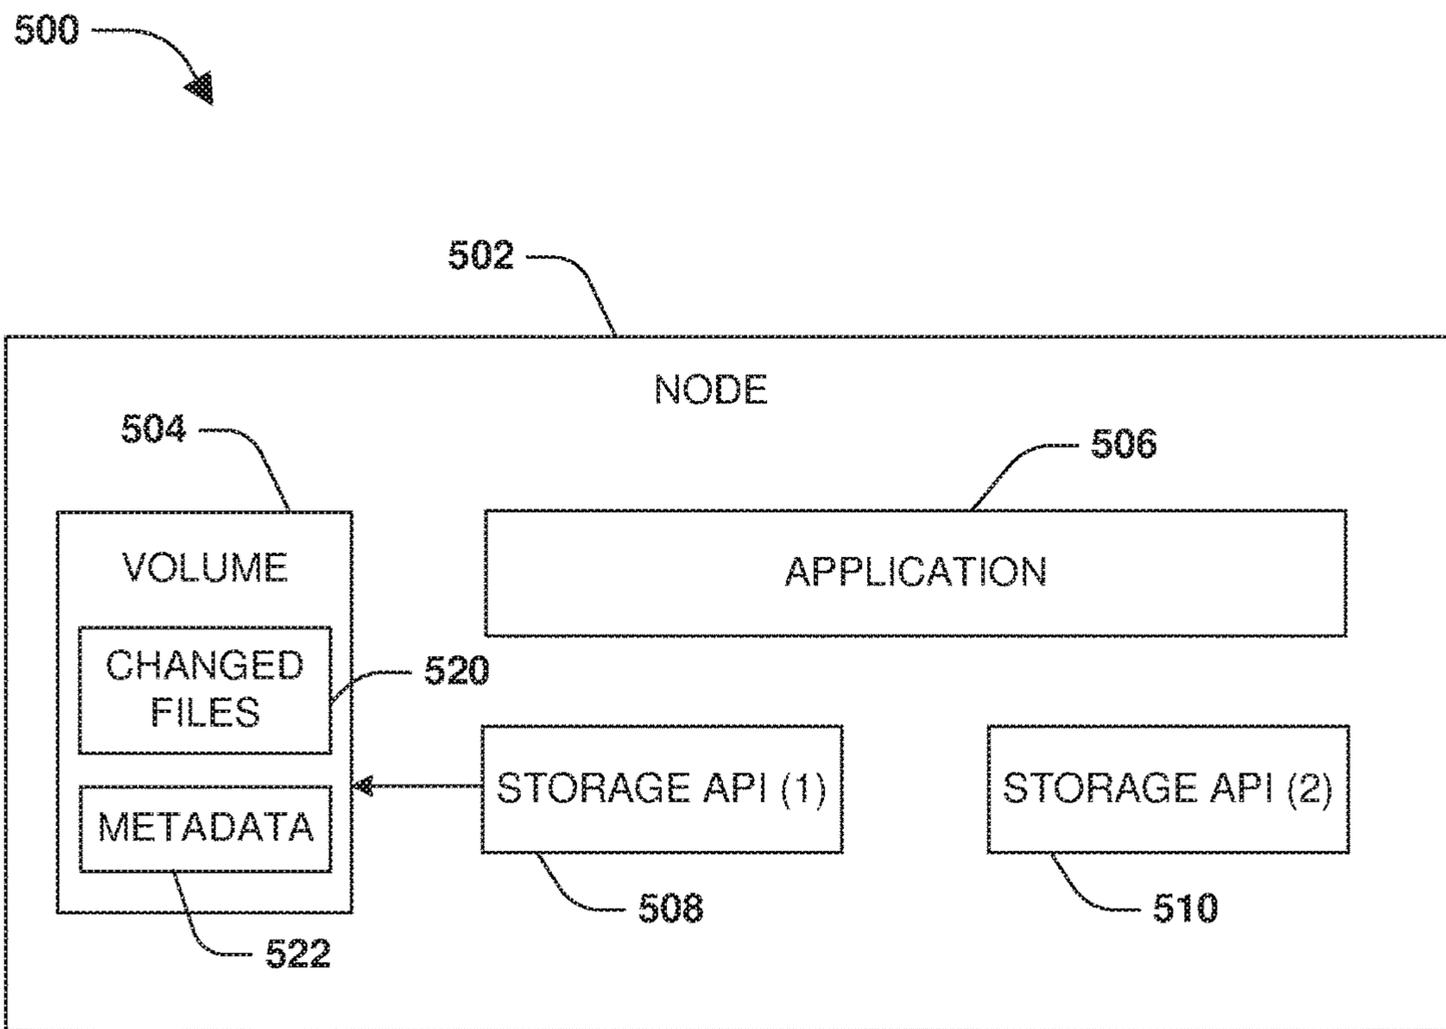 500
502
NODE
504
506
VOLUME
APPLICATION
CHANGED
FILES
520
STORAGE API (1)
STORAGE API (2)
METADATA
508
510
522